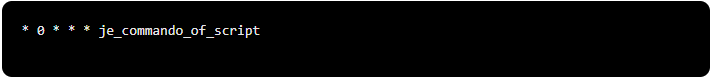 * 0 * * * je_commando_of_script